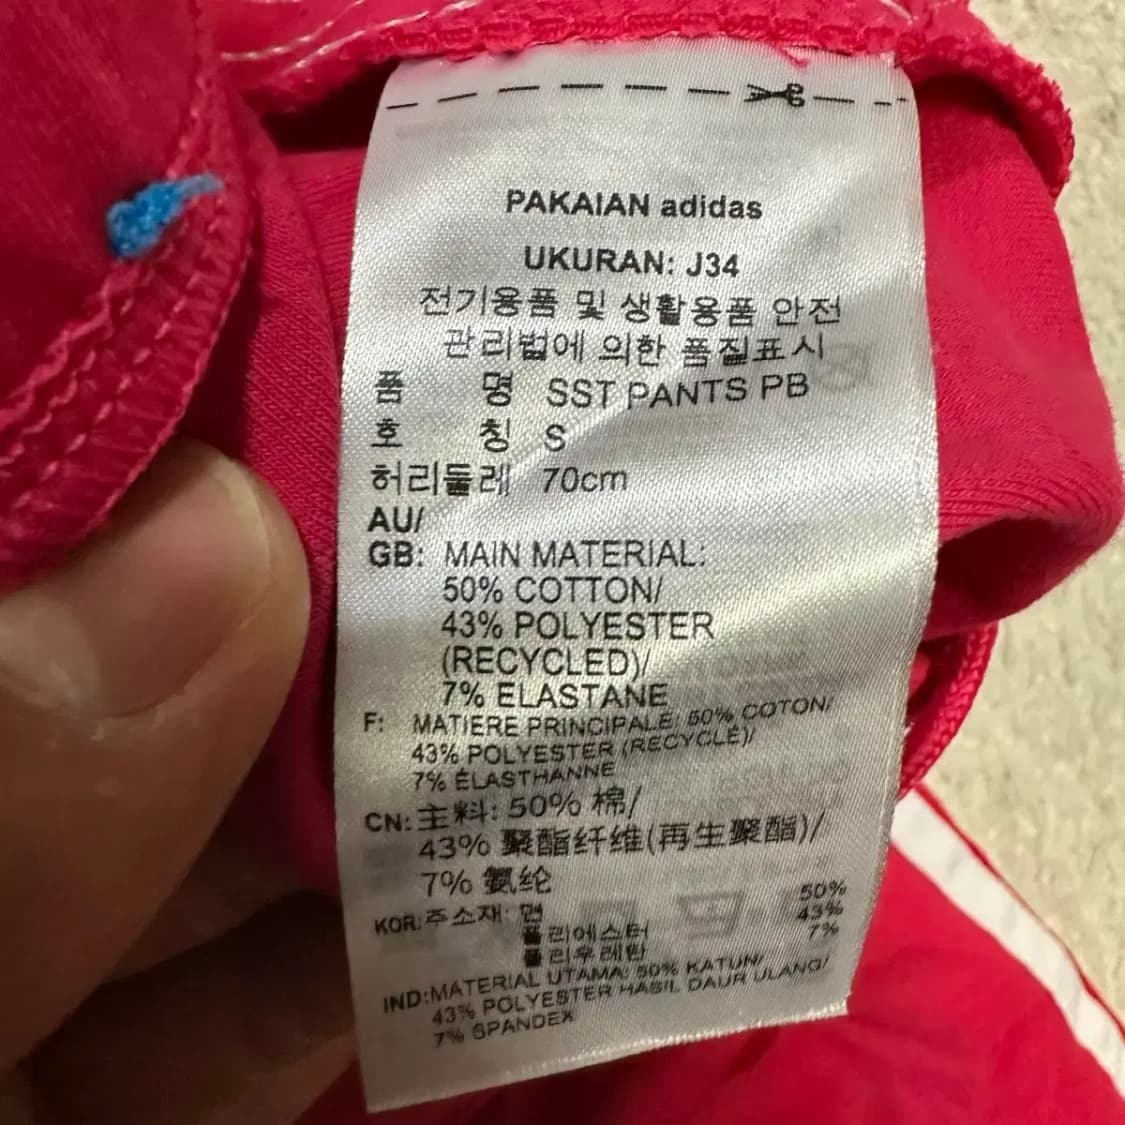 PAKAIAN adidas
UKURAN: J34
전기용품 및 생활용품 안전
관리법에 의한 품질표시
품 명 SST PANTS PB
호 칭 S
허리둘레 70cm
AU/
GB: MAIN MATERIAL:
50% COTTON/
43% POLYESTER
(RECYCLED)/
7% ELASTANE
F: MATIERE PRINCIPALE: 50% COTON/
43% POLYESTER (RECYCLÉ)/
7% ÉLASTHANNE
CN: 主料: 50% 棉/
43% 聚酯纤维(再生聚酯)/
7% 氨纶
KOR: 주소재: 면 50%
폴리에스터 43%
폴리우레탄 7%
IND: MATERIAL UTAMA: 50% KATUN/
43% POLYESTER HASIL DAUR ULANG/
7% SPANDEX